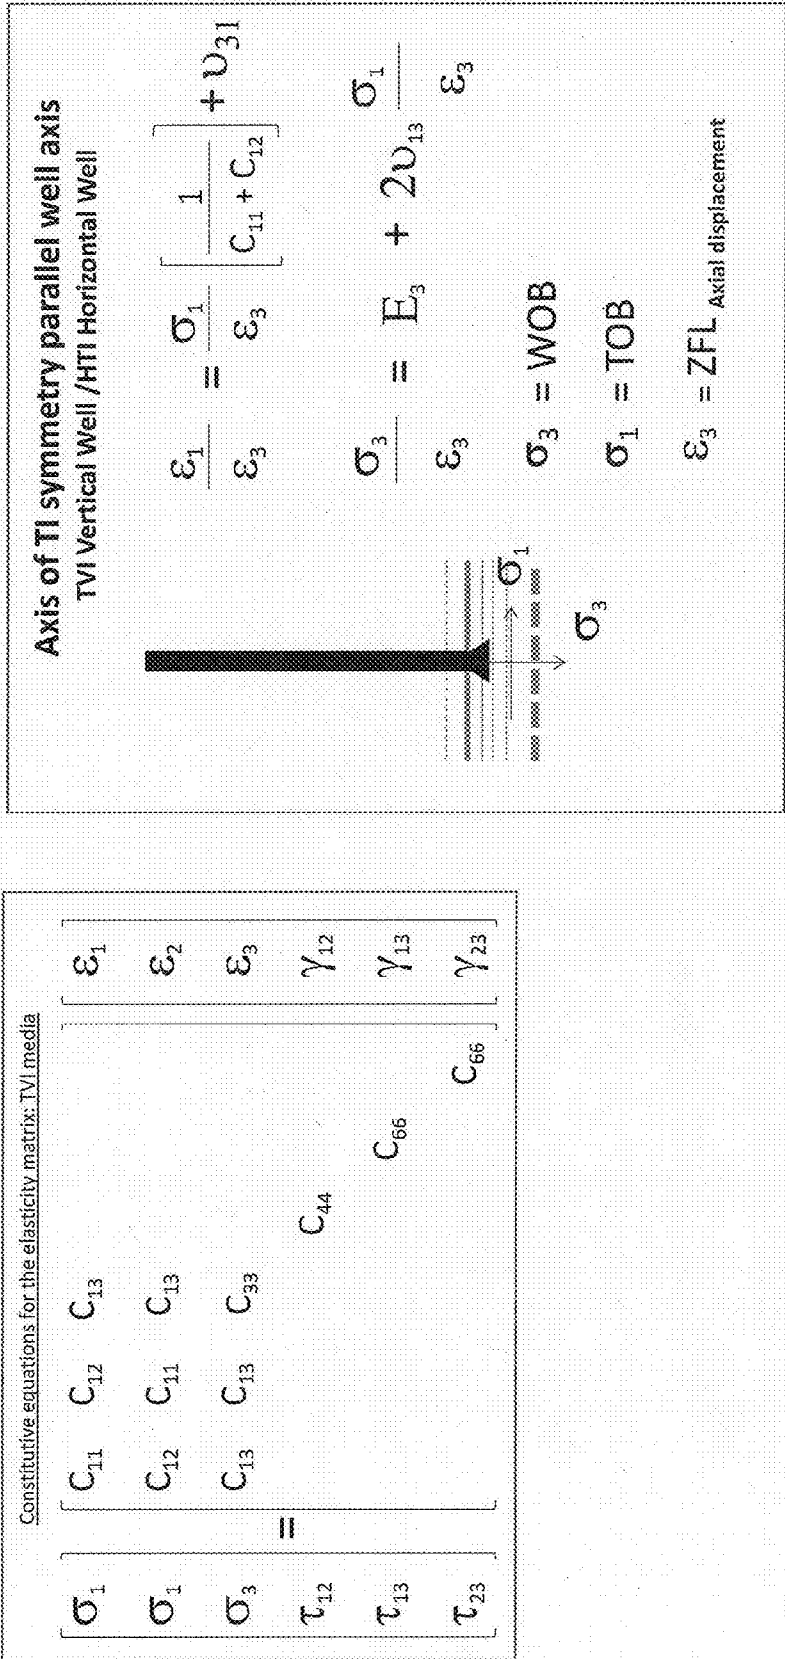 Constitutive equations for the elasticity matrix: TVI media
σ₁ C₁₁ C₁₂ C₁₃ ε₁
σ₁ C₁₂ C₁₁ C₁₃ ε₂
σ₃ = C₁₃ C₁₃ C₃₃ ε₃
τ₁₂ C₄₄ γ₁₂
τ₁₃ C₆₆ γ₁₃
τ₂₃ C₆₆ γ₂₃
Axis of TI symmetry parallel well axis
TVI Vertical Well /HTI Horizontal Well
ε₁/ε₃ = σ₁/ε₃ [1/(C₁₁ + C₁₂)] + υ₃₁
σ₃/ε₃ = E₃ + 2υ₁₃ σ₁/ε₃
σ₁
σ₃
σ₃ = WOB
σ₁ = TOB
ε₃ = ZFL Axial displacement